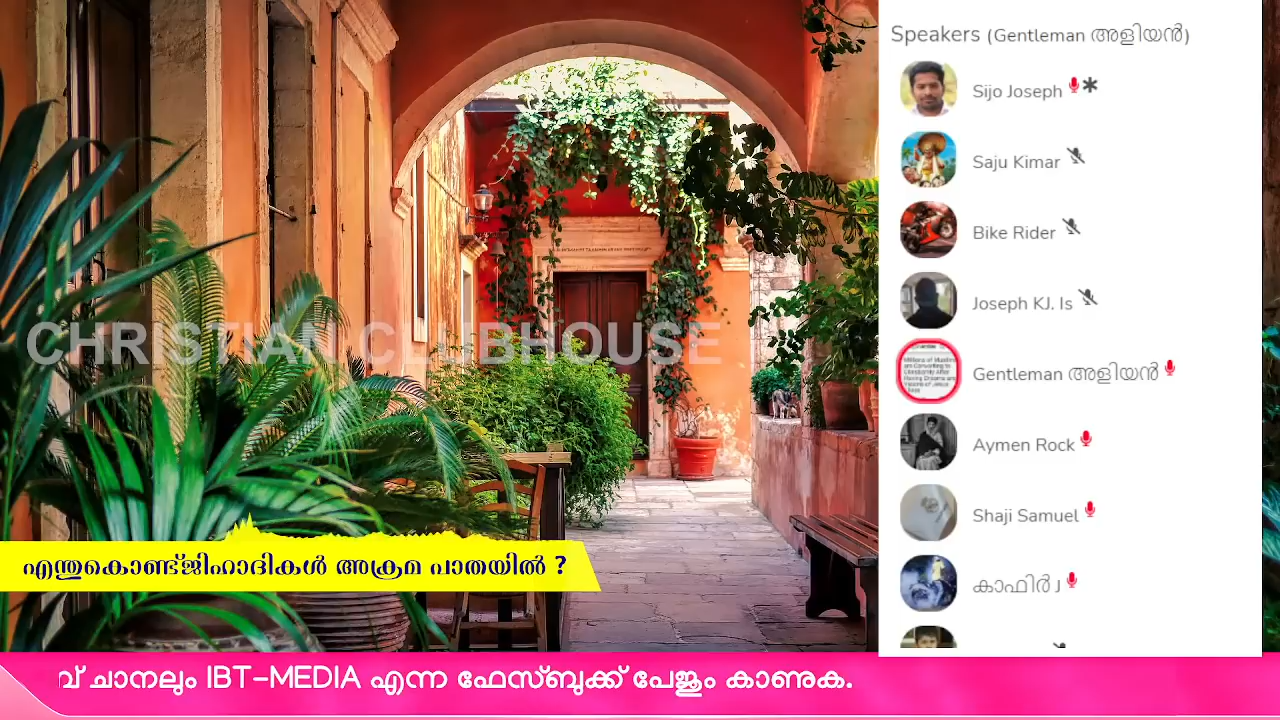 Speakers (Gentleman അളിയൻ)
Sijo Joseph
Saju Kimar
Bike Rider
Joseph KJ. Is
Gentleman അളിയൻ
Aymen Rock
Shaji Samuel
കാഫിർ J
CHRISTIAN CLUBHOUSE
എന്തുകൊണ്ട്ജിഹാദികൾ അക്രമ പാതയിൽ ?
വ് ചാനലും IBT-MEDIA എന്ന ഫേസ്ബുക്ക് പേജും കാണുക.